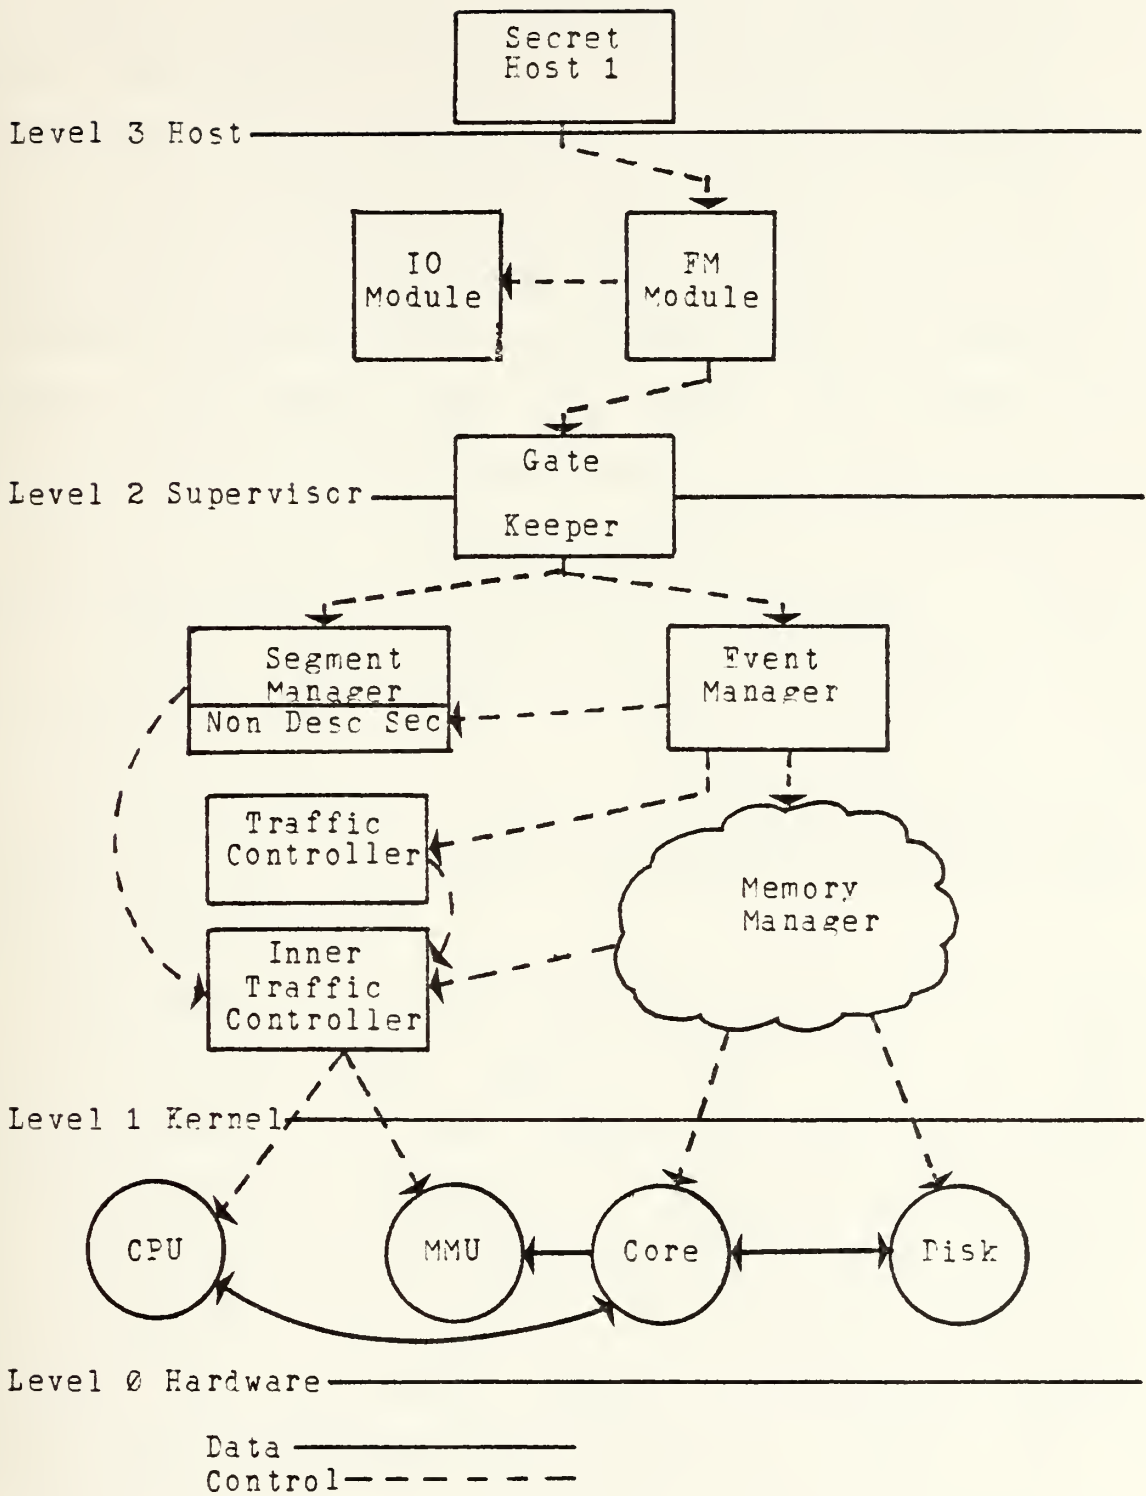 Secret
Host 1
Level 3 Host
IO
Module
FM
Module
Gate
Keeper
Level 2 Supervisor
Segment
Manager
Non Desc Sec
Event
Manager
Traffic
Controller
Memory
Manager
Inner
Traffic
Controller
Level 1 Kernel
CPU
MMU
Core
Disk
Level 0 Hardware
Data
Control